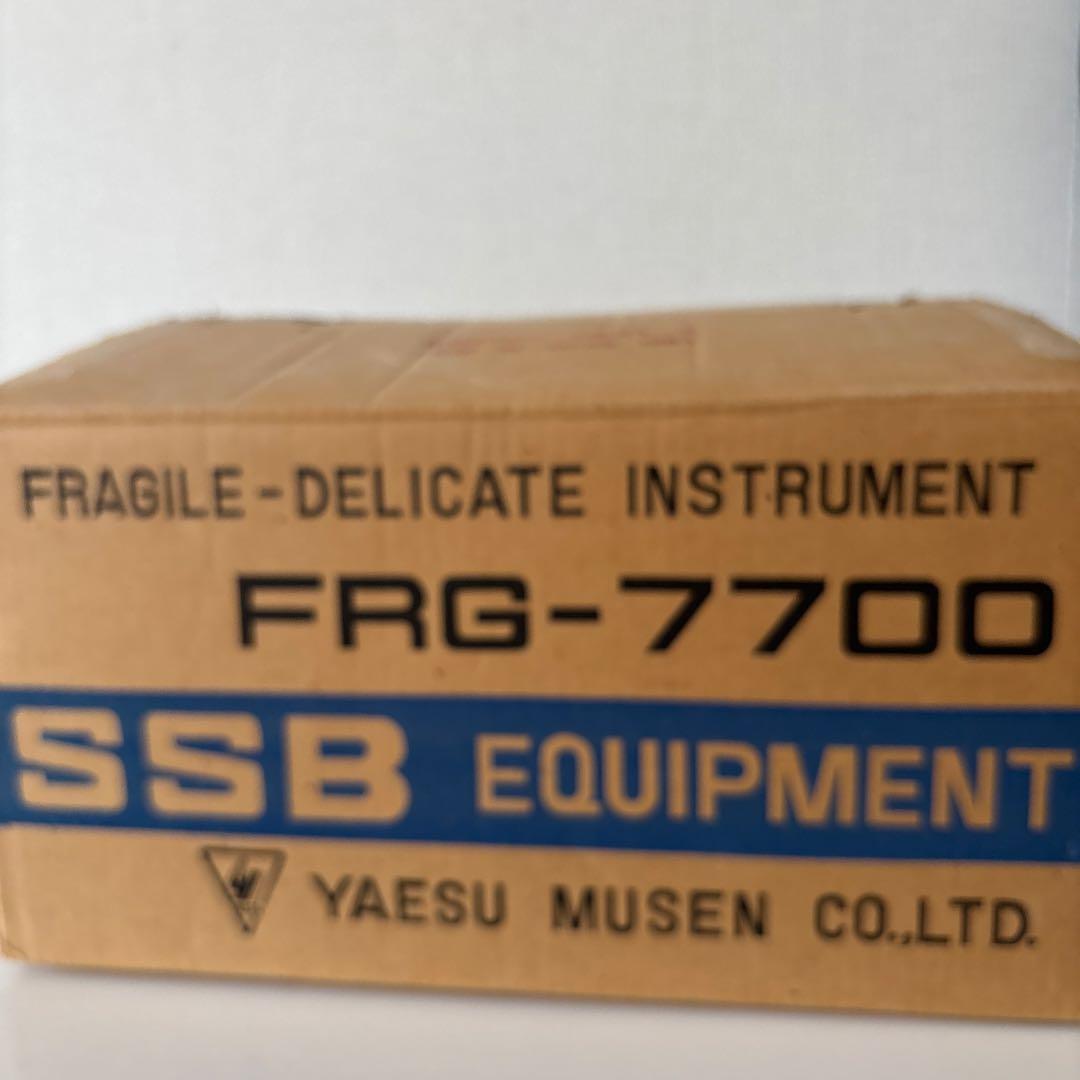 FRAGILE-DELICATE INSTRUMENT
FRG-7700
SSB EQUIPMENT
YAESU MUSEN CO.,LTD.